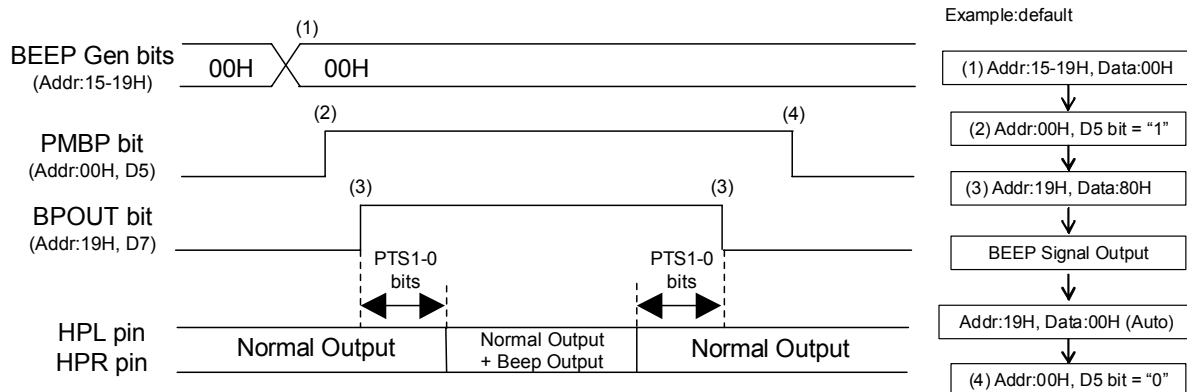 Example:default
(1)
BEEP Gen bits
(Addr:15-19H)
00H
00H
(1) Addr:15-19H, Data:00H
(2)
(4)
PMBP bit
(Addr:00H, D5)
(2) Addr:00H, D5 bit = “1”
(3)
(3)
BPOUT bit
(Addr:19H, D7)
(3) Addr:19H, Data:80H
PTS1-0
bits
PTS1-0
bits
BEEP Signal Output
HPL pin
HPR pin
Normal Output
Normal Output
+ Beep Output
Normal Output
Addr:19H, Data:00H (Auto)
(4) Addr:00H, D5 bit = “0”